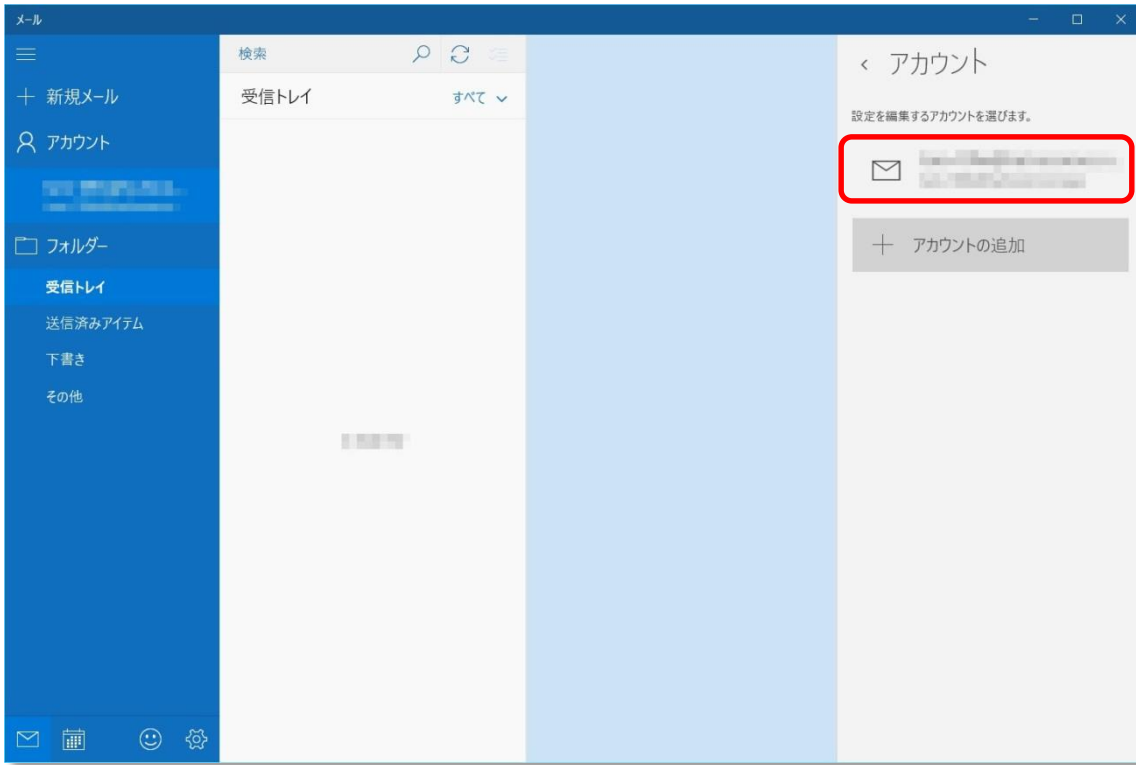 メール
検索
アカウント
新規メール
受信トレイ
すべて
設定を編集するアカウントを選びます。
アカウント
フォルダー
アカウントの追加
受信トレイ
送信済みアイテム
下書き
その他